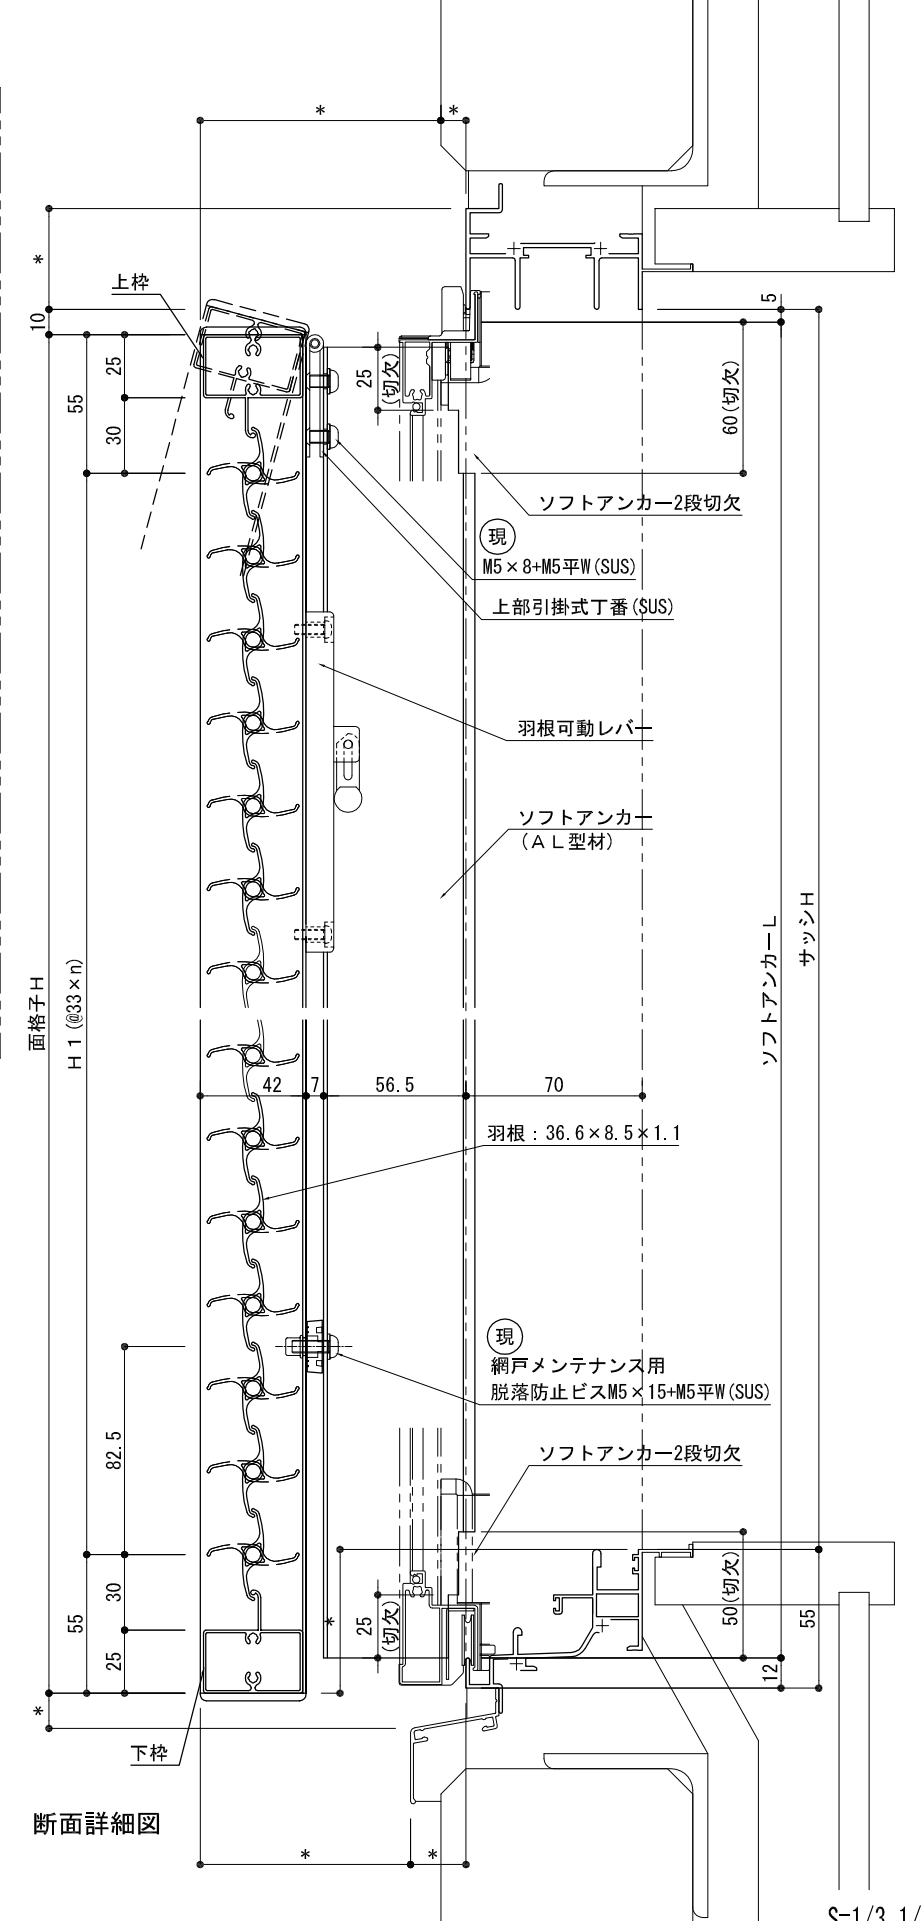 *
*
*
上枠
10
25
55
30
25
(切欠)
5
60(切欠)
ソフトアンカー2段切欠
現
M5×8+M5平W(SUS)
上部引掛式丁番(SUS)
羽根可動レバー
ソフトアンカー
(AL型材)
面格子H
H1(@33×n)
ソフトアンカーL
サッシH
42
7
56.5
70
羽根：36.6×8.5×1.1
現
網戸メンテナンス用
脱落防止ビスM5×15+M5平W(SUS)
82.5
ソフトアンカー2段切欠
55
30
25
*
25
(切欠)
50(切欠)
55
12
*
下枠
断面詳細図
*
*
S=1/3,1/